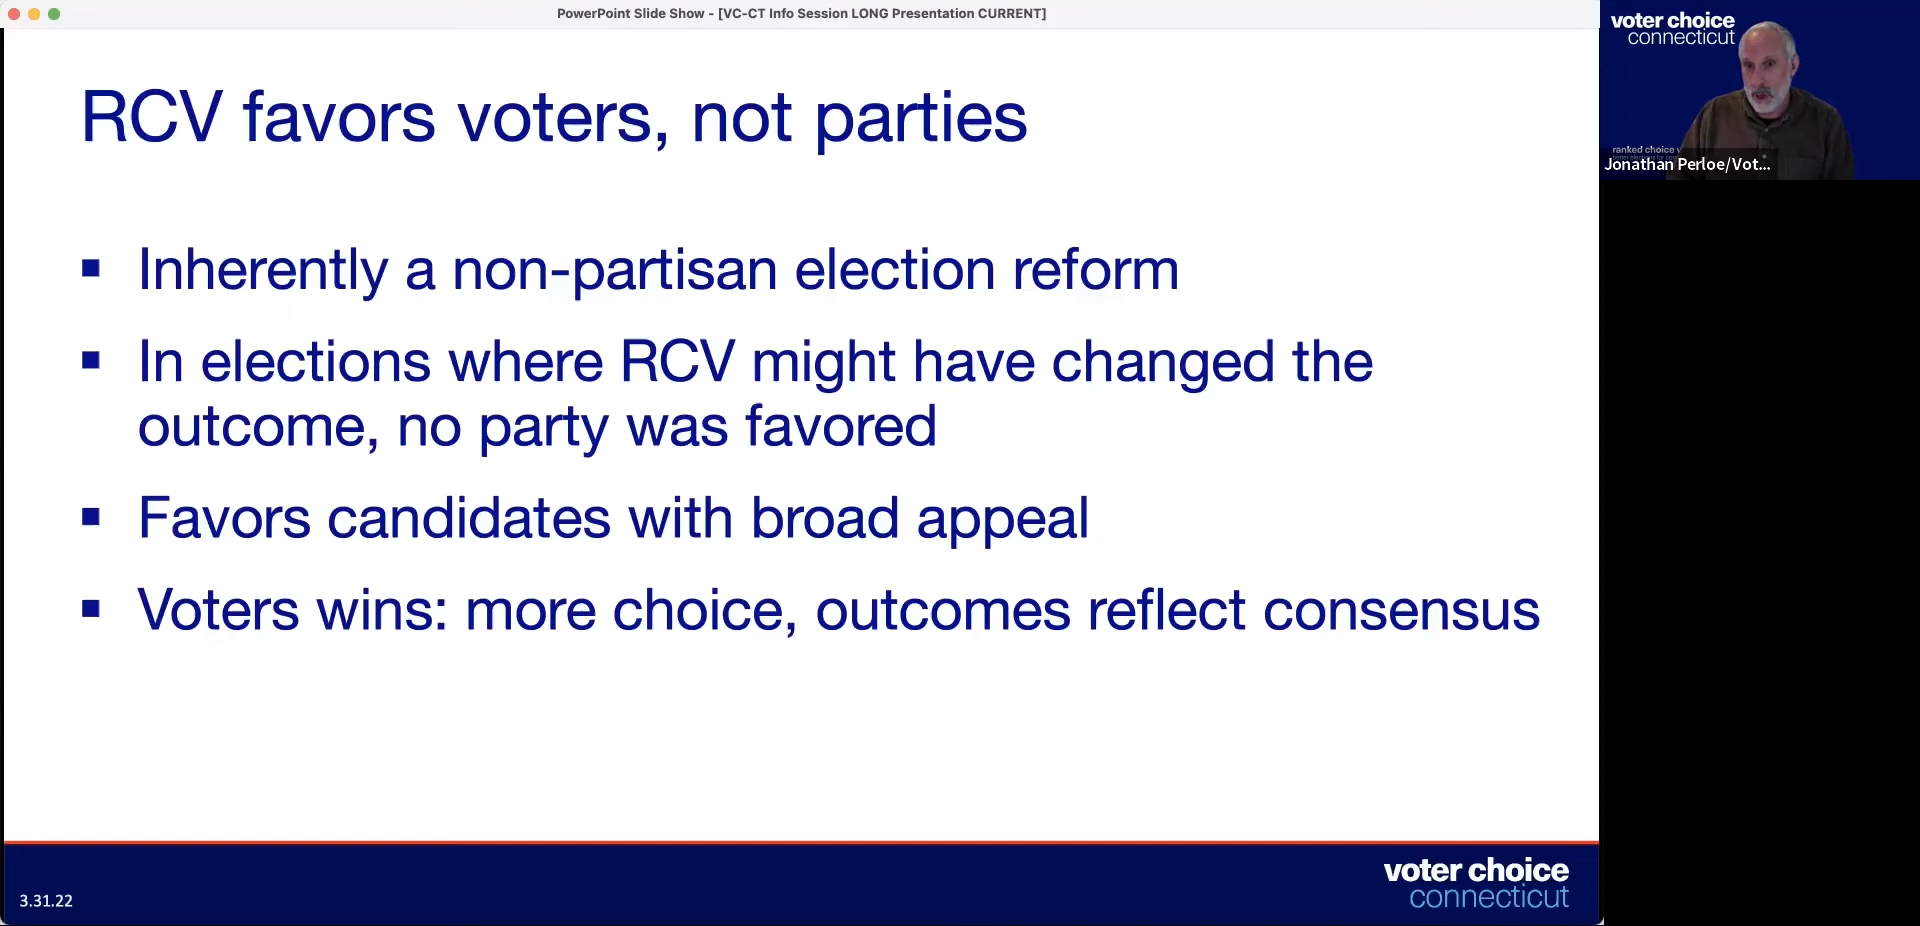 PowerPoint Slide Show - [VC-CT Info Session LONG Presentation CURRENT]
RCV favors voters, not parties
Inherently a non-partisan election reform
In elections where RCV might have changed the
outcome, no party was favored
Favors candidates with broad appeal
Voters wins: more choice, outcomes reflect consensus
3.31.22
voter choice
connecticut
voter choice
connecticut
ranked choice
Jonathan Perloe/Vot...